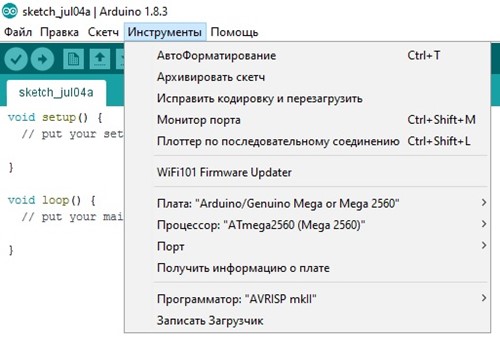 sketch_jul04a | Arduino 1.8.3
Файл Правка Скетч Инструменты Помощь
sketch_jul04a
void setup() {
// put your set
}
void loop() {
// put your mai
}
АвтоФорматирование Ctrl+T
Архивировать скетч
Исправить кодировку и перезагрузить
Монитор порта Ctrl+Shift+M
Плоттер по последовательному соединению Ctrl+Shift+L
WiFi101 Firmware Updater
Плата: "Arduino/Genuino Mega or Mega 2560"
Процессор: "ATmega2560 (Mega 2560)"
Порт
Получить информацию о плате
Программатор: "AVRISP mkII"
Записать Загрузчик